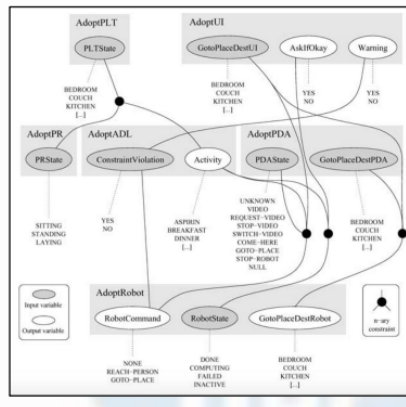 AdoptPLT
AdoptUI
PLTState
GotoPlaceDestUI
AskIfOkay
Warning
BEDROOM
COUCH
KITCHEN
[...]
BEDROOM
COUCH
KITCHEN
[...]
YES
NO
YES
NO
AdoptPR
AdoptADL
AdoptPDA
PRState
ConstraintViolation
Activity
PDAState
GotoPlaceDestPDA
SITTING
STANDING
LAYING
YES
NO
ASPIRIN
BREAKFAST
DINNER
[...]
UNKNOWN
VIDEO
REQUEST-VIDEO
STOP-VIDEO
SWITCH-VIDEO
COME-HERE
GOTO-PLACE
STOP-ROBOT
NULL
BEDROOM
COUCH
KITCHEN
[...]
Input variable
Output variable
AdoptRobot
RobotCommand
RobotState
GotoPlaceDestRobot
n-ary
constraint
NONE
REACH-PERSON
GOTO-PLACE
DONE
COMPUTING
FAILED
INACTIVE
BEDROOM
COUCH
KITCHEN
[...]